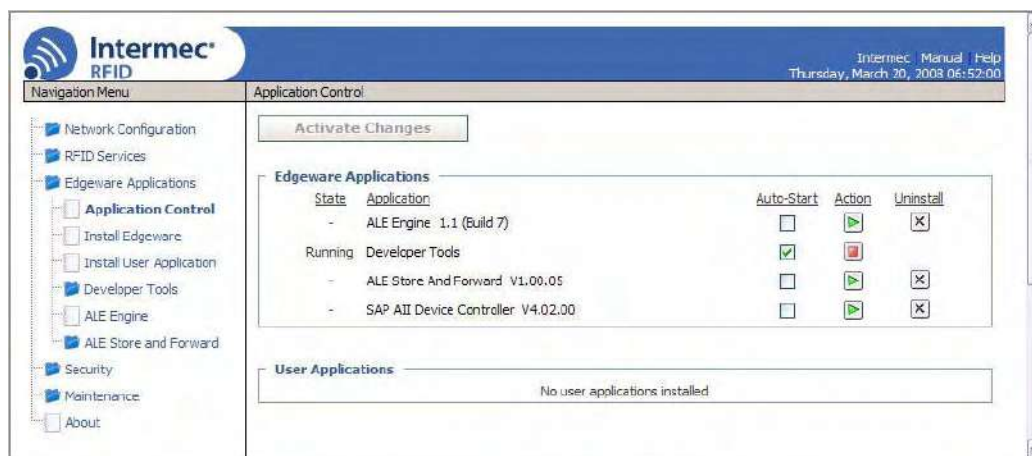 Intermec
RFID
Intermec | Manual | Help
Thursday, March 20, 2008 06:52:00
Navigation Menu
Application Control
Network Configuration
RFID Services
Edgeware Applications
Application Control
Install Edgeware
Install User Application
Developer Tools
ALE Engine
ALE Store and Forward
Security
Maintenance
About
Activate Changes
Edgeware Applications
State Application Auto-Start Action Uninstall
- ALE Engine 1.1 (Build 7)
Running Developer Tools
- ALE Store And Forward V1.00.05
- SAP AII Device Controller V4.02.00
User Applications
No user applications installed